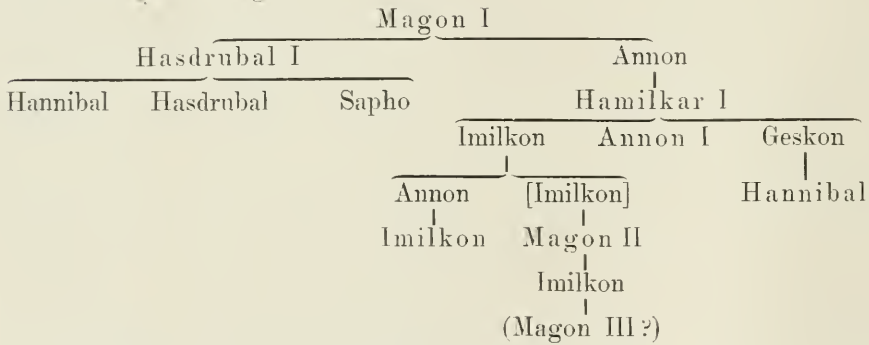 Magon I
Hasdrubal I Annon
Hannibal Hasdrubal Sapho Hamilkar I
Imilkon Annon I Geskon
Annon [Imilkon] Hannibal
Imilkon Magon II
Imilkon
(Magon III?)